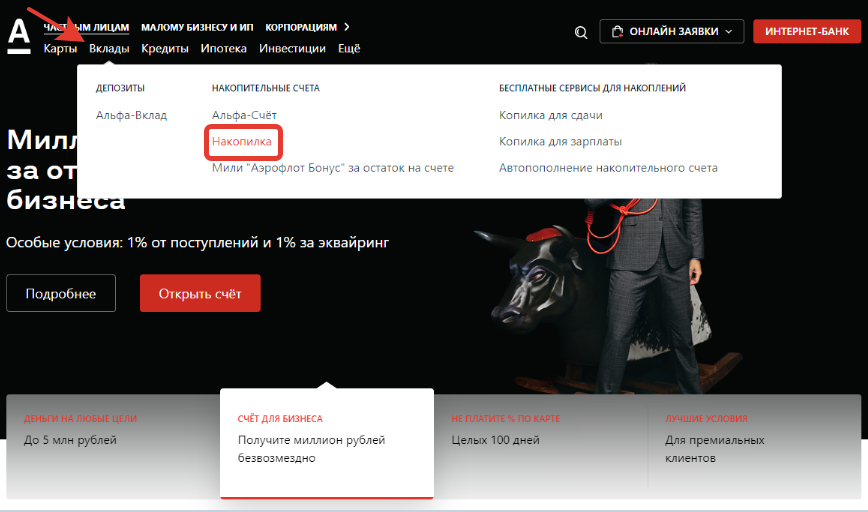 А
ЧАСТНЫМ ЛИЦАМ МАЛОМУ БИЗНЕСУ И ИП КОРПОРАЦИЯМ
Карты Вклады Кредиты Ипотека Инвестиции Ещё
ОНЛАЙН ЗАЯВКИ
ИНТЕРНЕТ-БАНК
ДЕПОЗИТЫ
Альфа-Вклад
НАКОПИТЕЛЬНЫЕ СЧЕТА
Альфа-Счёт
Накопилка
Мили "Аэрофлот Бонус" за остаток на счете
БЕСПЛАТНЫЕ СЕРВИСЫ ДЛЯ НАКОПЛЕНИЙ
Копилка для сдачи
Копилка для зарплаты
Автопополнение накопительного счета
за
бизнеса
Особые условия: 1% от поступлений и 1% за эквайринг
Подробнее
Открыть счёт
ДЕНЬГИ НА ЛЮБЫЕ ЦЕЛИ
До 5 млн рублей
СЧЁТ ДЛЯ БИЗНЕСА
Получите миллион рублей
безвозмездно
НЕ ПЛАТИТЕ % ПО КАРТЕ
Целых 100 дней
ЛУЧШИЕ УСЛОВИЯ
Для премиальных
клиентов